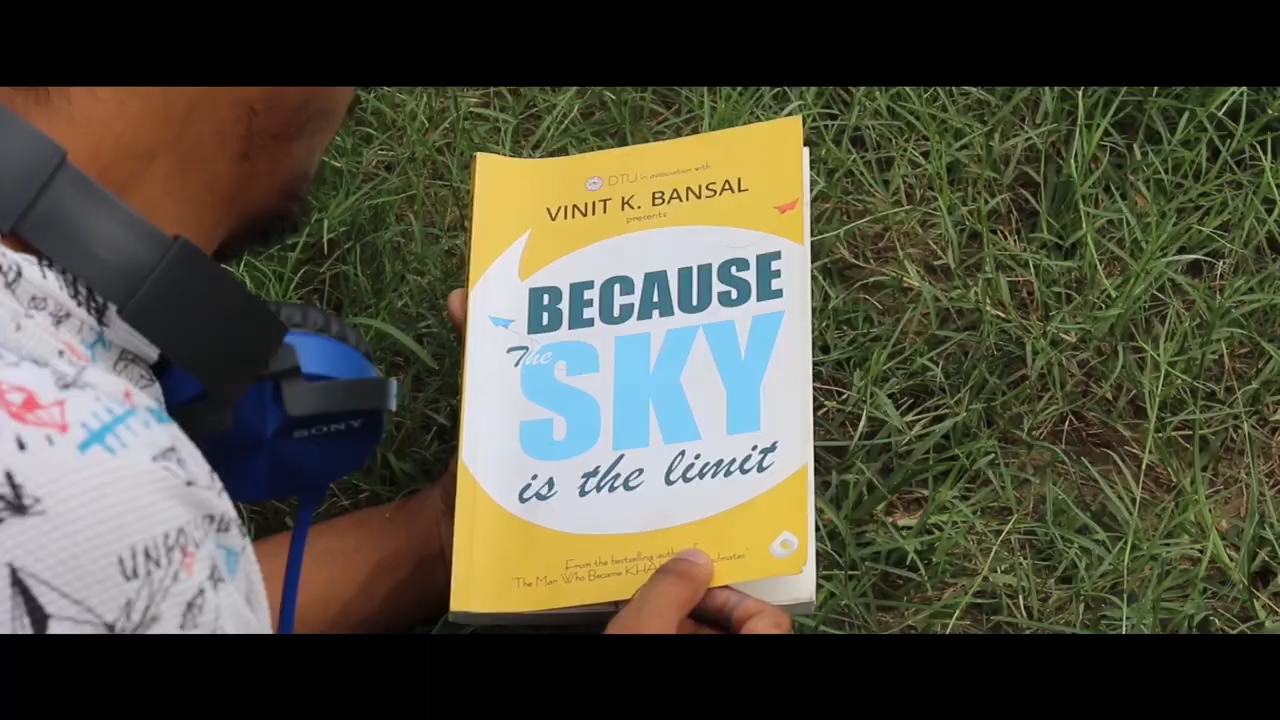 DTU in association with
VINIT K. BANSAL
presents
BECAUSE
The
SKY
is the limit
From the bestselling
'The Man Who Became
SONY